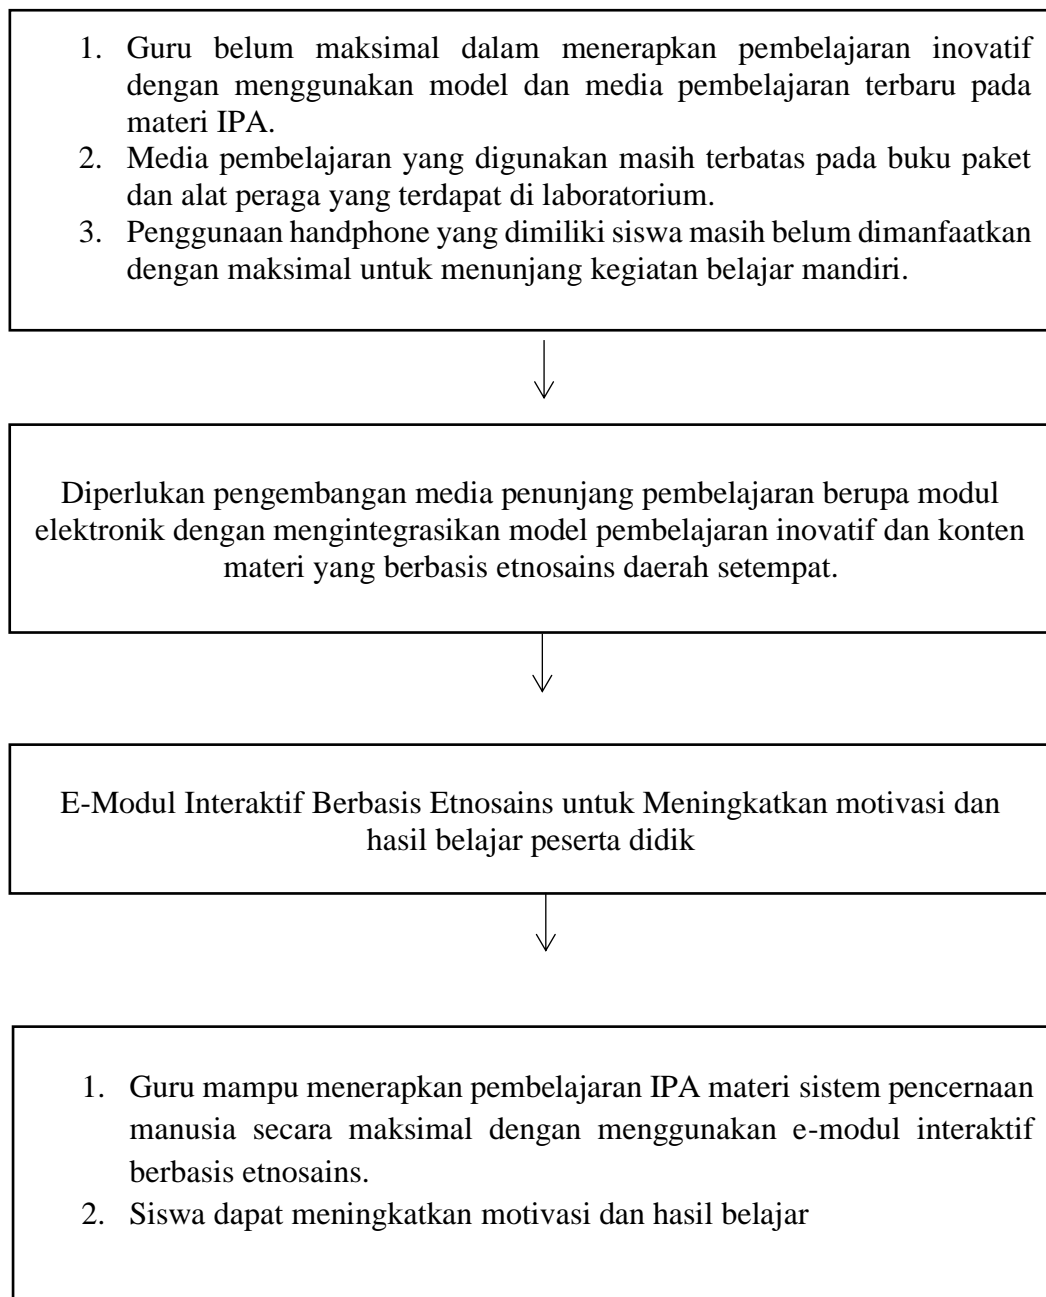 1. Guru belum maksimal dalam menerapkan pembelajaran inovatif
dengan menggunakan model dan media pembelajaran terbaru pada
materi IPA.
2. Media pembelajaran yang digunakan masih terbatas pada buku paket
dan alat peraga yang terdapat di laboratorium.
3. Penggunaan handphone yang dimiliki siswa masih belum dimanfaatkan
dengan maksimal untuk menunjang kegiatan belajar mandiri.
Diperlukan pengembangan media penunjang pembelajaran berupa modul
elektronik dengan mengintegrasikan model pembelajaran inovatif dan konten
materi yang berbasis etnosains daerah setempat.
E-Modul Interaktif Berbasis Etnosains untuk Meningkatkan motivasi dan
hasil belajar peserta didik
1. Guru mampu menerapkan pembelajaran IPA materi sistem pencernaan
manusia secara maksimal dengan menggunakan e-modul interaktif
berbasis etnosains.
2. Siswa dapat meningkatkan motivasi dan hasil belajar